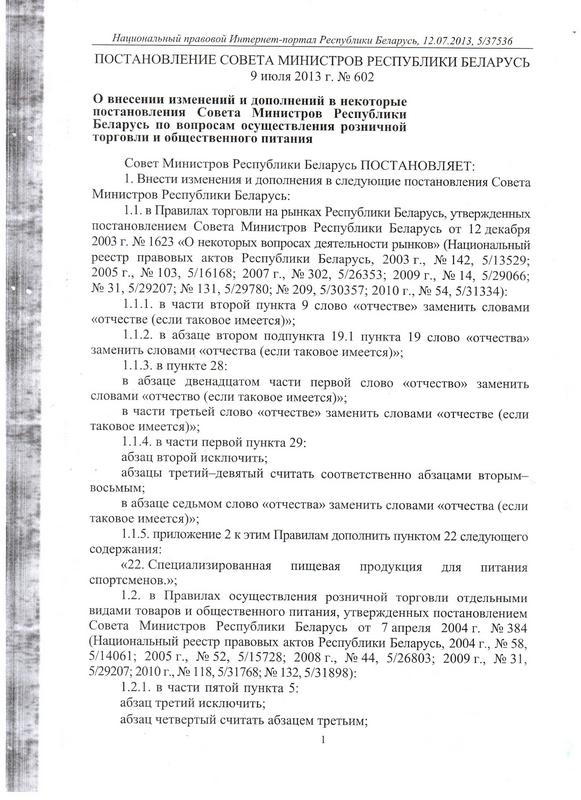 Национальный правовой Интернет-портал Республики Беларусь, 12.07.2013, 5/37536
ПОСТАНОВЛЕНИЕ СОВЕТА МИНИСТРОВ РЕСПУБЛИКИ БЕЛАРУСЬ
9 июля 2013 г. № 602
О внесении изменений и дополнений в некоторые
постановления Совета Министров Республики
Беларусь по вопросам осуществления розничной
торговли и общественного питания
Совет Министров Республики Беларусь ПОСТАНОВЛЯЕТ:
1. Внести изменения и дополнения в следующие постановления Совета
Министров Республики Беларусь:
1.1. в Правилах торговли на рынках Республики Беларусь, утвержденных
постановлением Совета Министров Республики Беларусь от 12 декабря
2003 г. № 1623 «О некоторых вопросах деятельности рынков» (Национальный
реестр правовых актов Республики Беларусь, 2003 г., № 142, 5/13529;
2005 г., № 103, 5/16168; 2007 г., № 302, 5/26353; 2009 г., № 14, 5/29066;
№ 31, 5/29207; № 131, 5/29780; № 209, 5/30357; 2010 г., № 54, 5/31334):
1.1.1. в части второй пункта 9 слово «отчестве» заменить словами
«отчестве (если таковое имеется)»;
1.1.2. в абзаце втором подпункта 19.1 пункта 19 слово «отчества»
заменить словами «отчества (если таковое имеется)»;
1.1.3. в пункте 28:
в абзаце двенадцатом части первой слово «отчество» заменить
словами «отчество (если таковое имеется)»;
в части третьей слово «отчестве» заменить словами «отчестве (если
таковое имеется)»;
1.1.4. в части первой пункта 29:
абзац второй исключить;
абзацы третий–девятый считать соответственно абзацами вторым–
восьмым;
в абзаце седьмом слово «отчества» заменить словами «отчества (если
таковое имеется)»;
1.1.5. приложение 2 к этим Правилам дополнить пунктом 22 следующего
содержания:
«22. Специализированная пищевая продукция для питания
спортсменов.»;
1.2. в Правилах осуществления розничной торговли отдельными
видами товаров и общественного питания, утвержденных постановлением
Совета Министров Республики Беларусь от 7 апреля 2004 г. № 384
(Национальный реестр правовых актов Республики Беларусь, 2004 г., № 58,
5/14061; 2005 г., № 52, 5/15728; 2008 г., № 44, 5/26803; 2009 г., № 31,
5/29207; 2010 г., № 118, 5/31768; № 132, 5/31898):
1.2.1. в части пятой пункта 5:
абзац третий исключить;
абзац четвертый считать абзацем третьим;
1